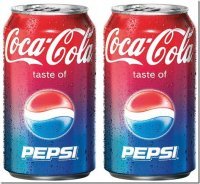 Coca-Cola
taste of
PEPSI
Coca-Cola
taste of
PEPSI